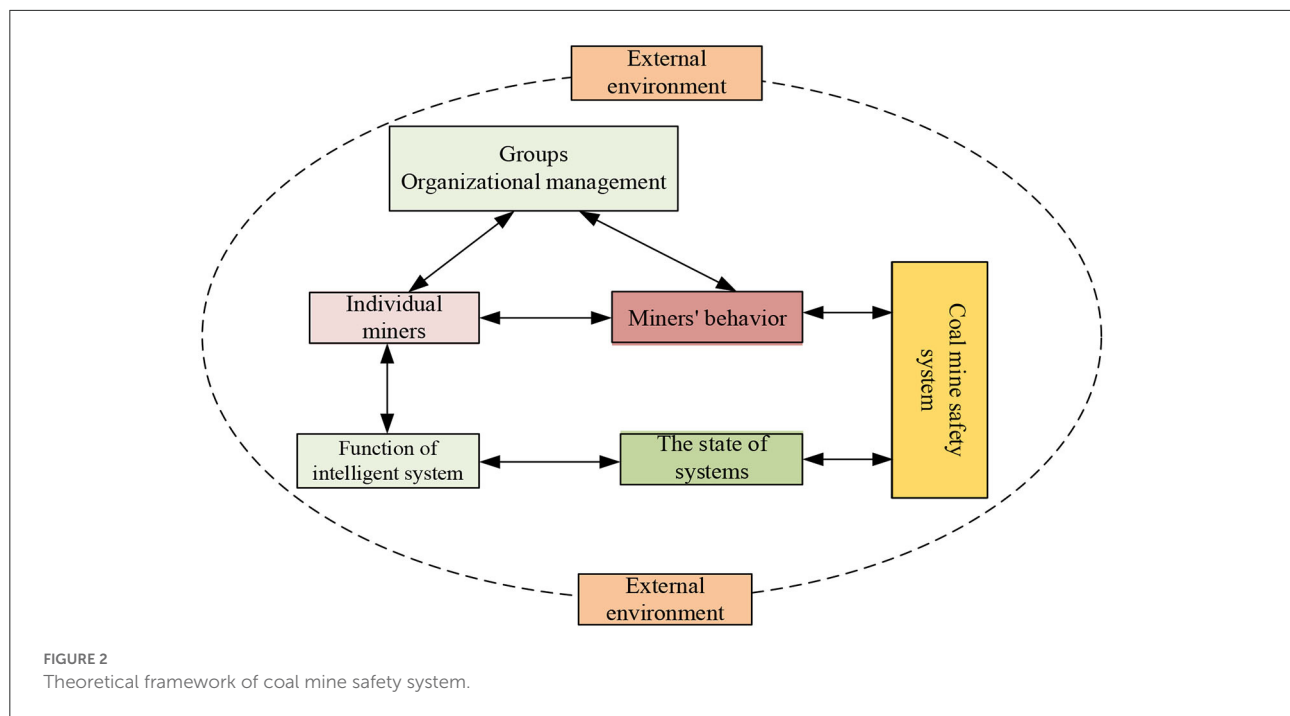 External
environment
Groups
Organizational management
Individual
miners
Miners' behavior
Coal mine safety
system
Function of
intelligent system
The state of
systems
External
environment
FIGURE 2
Theoretical framework of coal mine safety system.